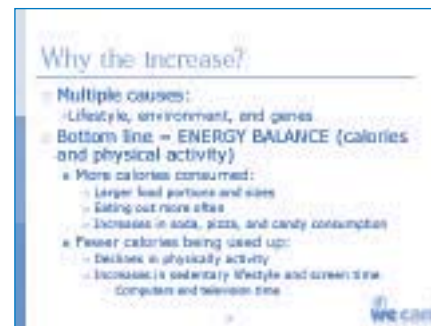 Why the Increase?
Multiple causes:
-Lifestyle, environment, and genes
Bottom line = ENERGY BALANCE (calories
and physical activity)
More calories consumed:
- Larger food portions and sizes
- Eating out more often
- Increases in soda, pizza, and candy consumption
Fewer calories being used up:
- Declines in physically activity
- Increases in sedentary lifestyle and screen time
Computers and television time
we can